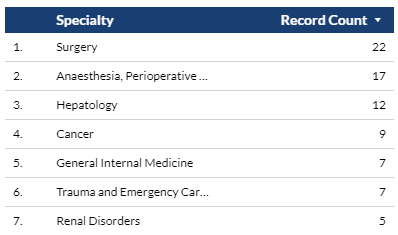 Specialty Record Count
1. Surgery 22
2. Anaesthesia, Perioperative ... 17
3. Hepatology 12
4. Cancer 9
5. General Internal Medicine 7
6. Trauma and Emergency Car... 7
7. Renal Disorders 5